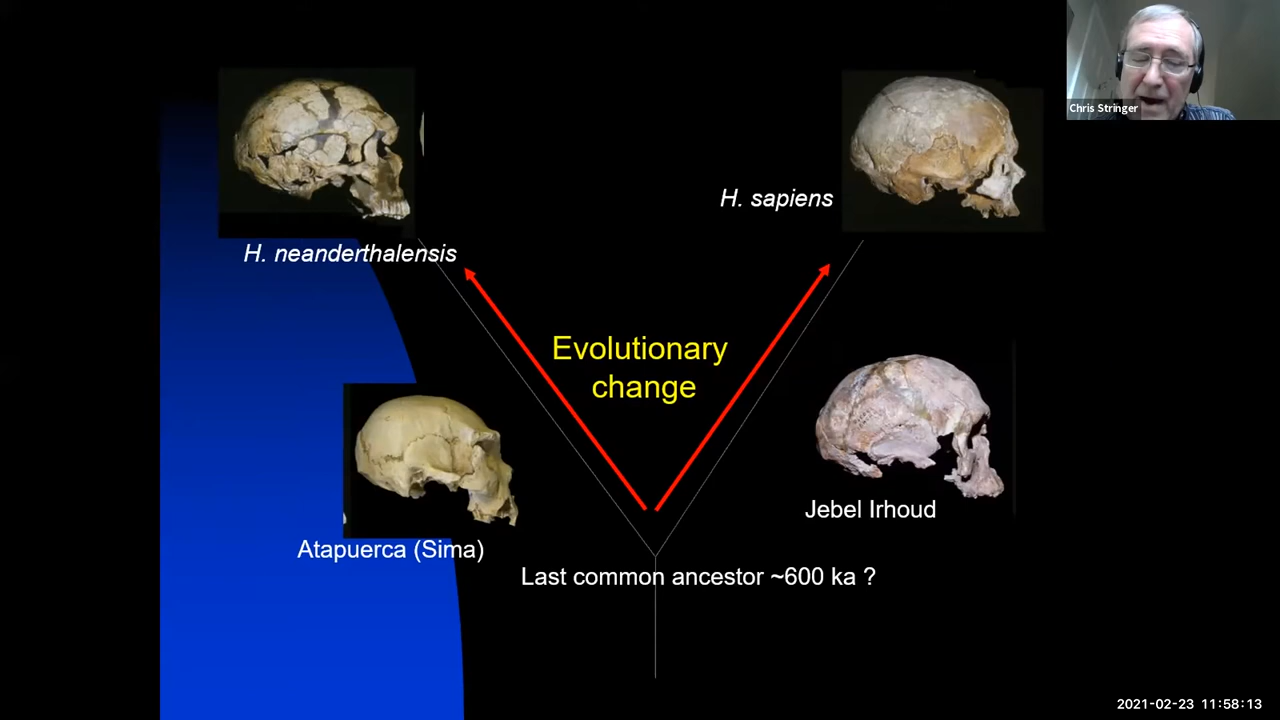 Chris Stringer
H. sapiens
H. neanderthalensis
Evolutionary
change
Jebel Irhoud
Atapuerca (Sima)
Last common ancestor ~600 ka ?
2021-02-23 11:58:13